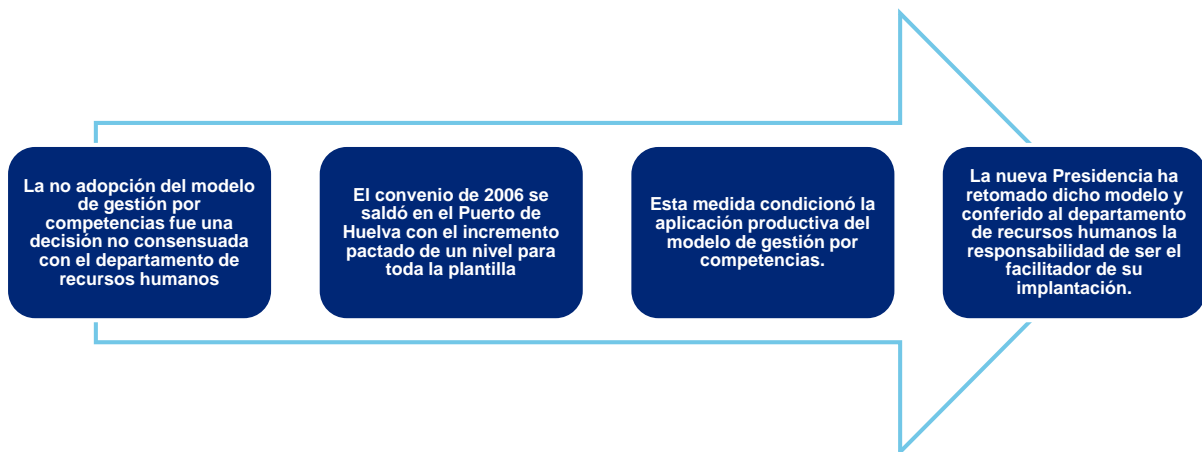 La no adopción del modelo
de gestión por
competencias fue una
decisión no consensuada
con el departamento de
recursos humanos
El convenio de 2006 se
saldó en el Puerto de
Huelva con el incremento
pactado de un nivel para
toda la plantilla
Esta medida condicionó la
aplicación productiva del
modelo de gestión por
competencias.
La nueva Presidencia ha
retomado dicho modelo y
conferido al departamento
de recursos humanos la
responsabilidad de ser el
facilitador de su
implantación.